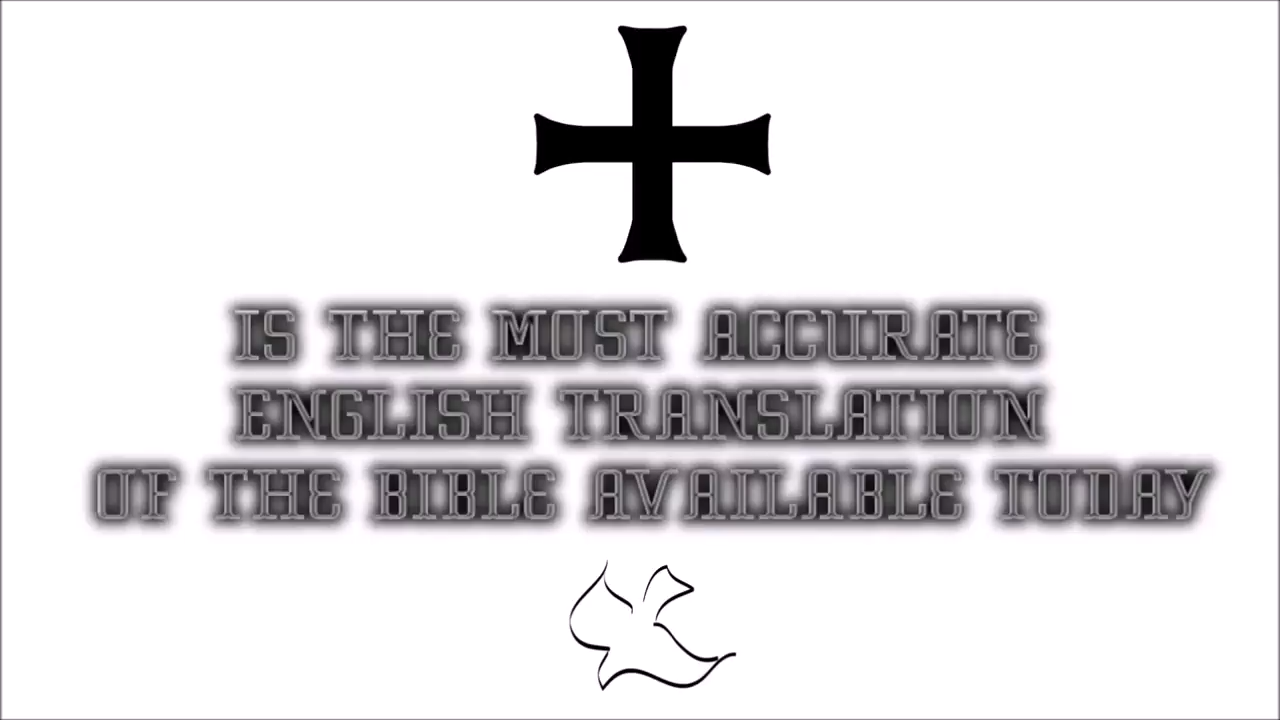 IS THE MOST ACCURATE
ENGLISH TRANSLATION
OF THE BIBLE AVAILABLE TODAY